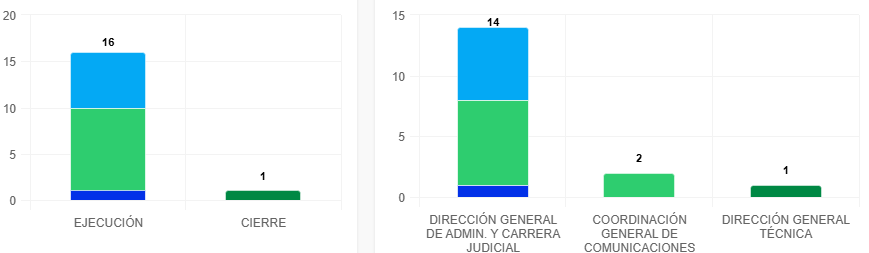 20
15
10
5
0
16
1
EJECUCIÓN
CIERRE
15
10
5
0
14
2
1
DIRECCIÓN GENERAL
DE ADMIN. Y CARRERA
JUDICIAL
COORDINACIÓN
GENERAL DE
COMUNICACIONES
DIRECCIÓN GENERAL
TÉCNICA